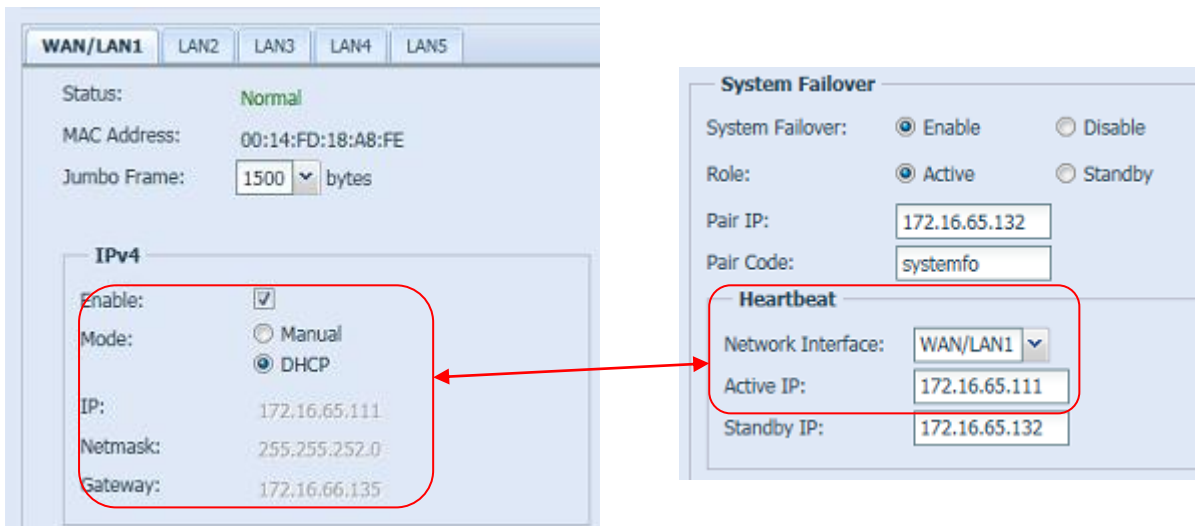 WAN/LAN1 LAN2 LAN3 LAN4 LAN5
Status: Normal
MAC Address: 00:14:FD:18:A8:FE
Jumbo Frame: 1500 bytes
IPv4
Enable:
Mode: Manual
DHCP
IP: 172.16.65.111
Netmask: 255.255.252.0
Gateway: 172.16.66.135
System Failover
System Failover: Enable Disable
Role: Active Standby
Pair IP: 172.16.65.132
Pair Code: systemfo
Heartbeat
Network Interface: WAN/LAN1
Active IP: 172.16.65.111
Standby IP: 172.16.65.132